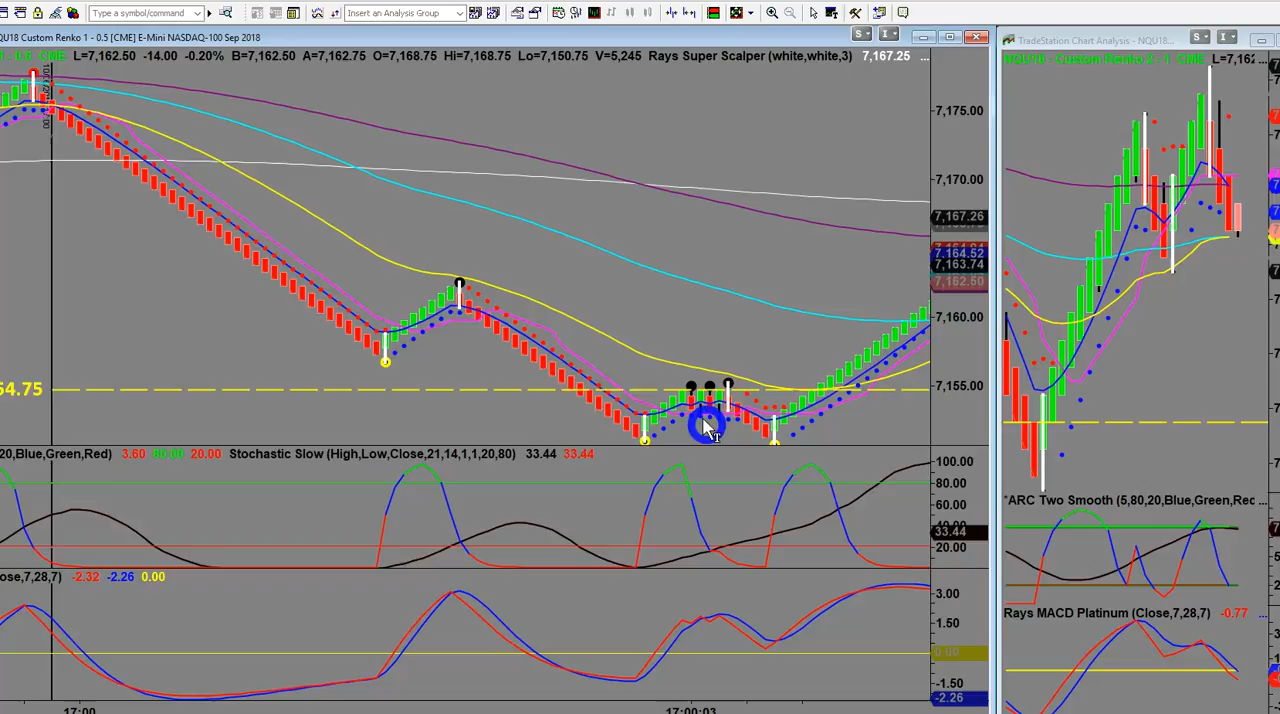 Type a symbol/command
Insert an Analysis Group
QU18 Custom Renko 1 - 0.5 [CME] E-Mini NASDAQ-100 Sep 2018
S I
CME L=7,162.50 -14.00 -0.20% B=7,162.50 A=7,162.75 O=7,168.75 Hi=7,168.75 Lo=7,150.75 V=5,245 Rays Super Scalper (white,white,3) 7,167.25 ...
7,175.00
7,170.00
7,167.26
7,164.52
7,163.74
7,162.50
7,160.00
7,155.00
54.75
20,Blue,Green,Red) 3.60 80.00 20.00 Stochastic Slow (High,Low,Close,21,14,1,1,20,80) 33.44 33.44
100.00
80.00
60.00
40.00
33.44
20.00
ose,7,28,7) -2.32 -2.26 0.00
3.00
1.50
0.00
-1.50
-2.26
17:00
17:00:03
TradeStation Chart Analysis - NQU18...
S I
NQU18 - Custom Renko 2 - 1 CME L=7,162...
*ARC Two Smooth (5,80,20,Blue,Green,Rec ...
Rays MACD Platinum (Close,7,28,7) -0.77 ...